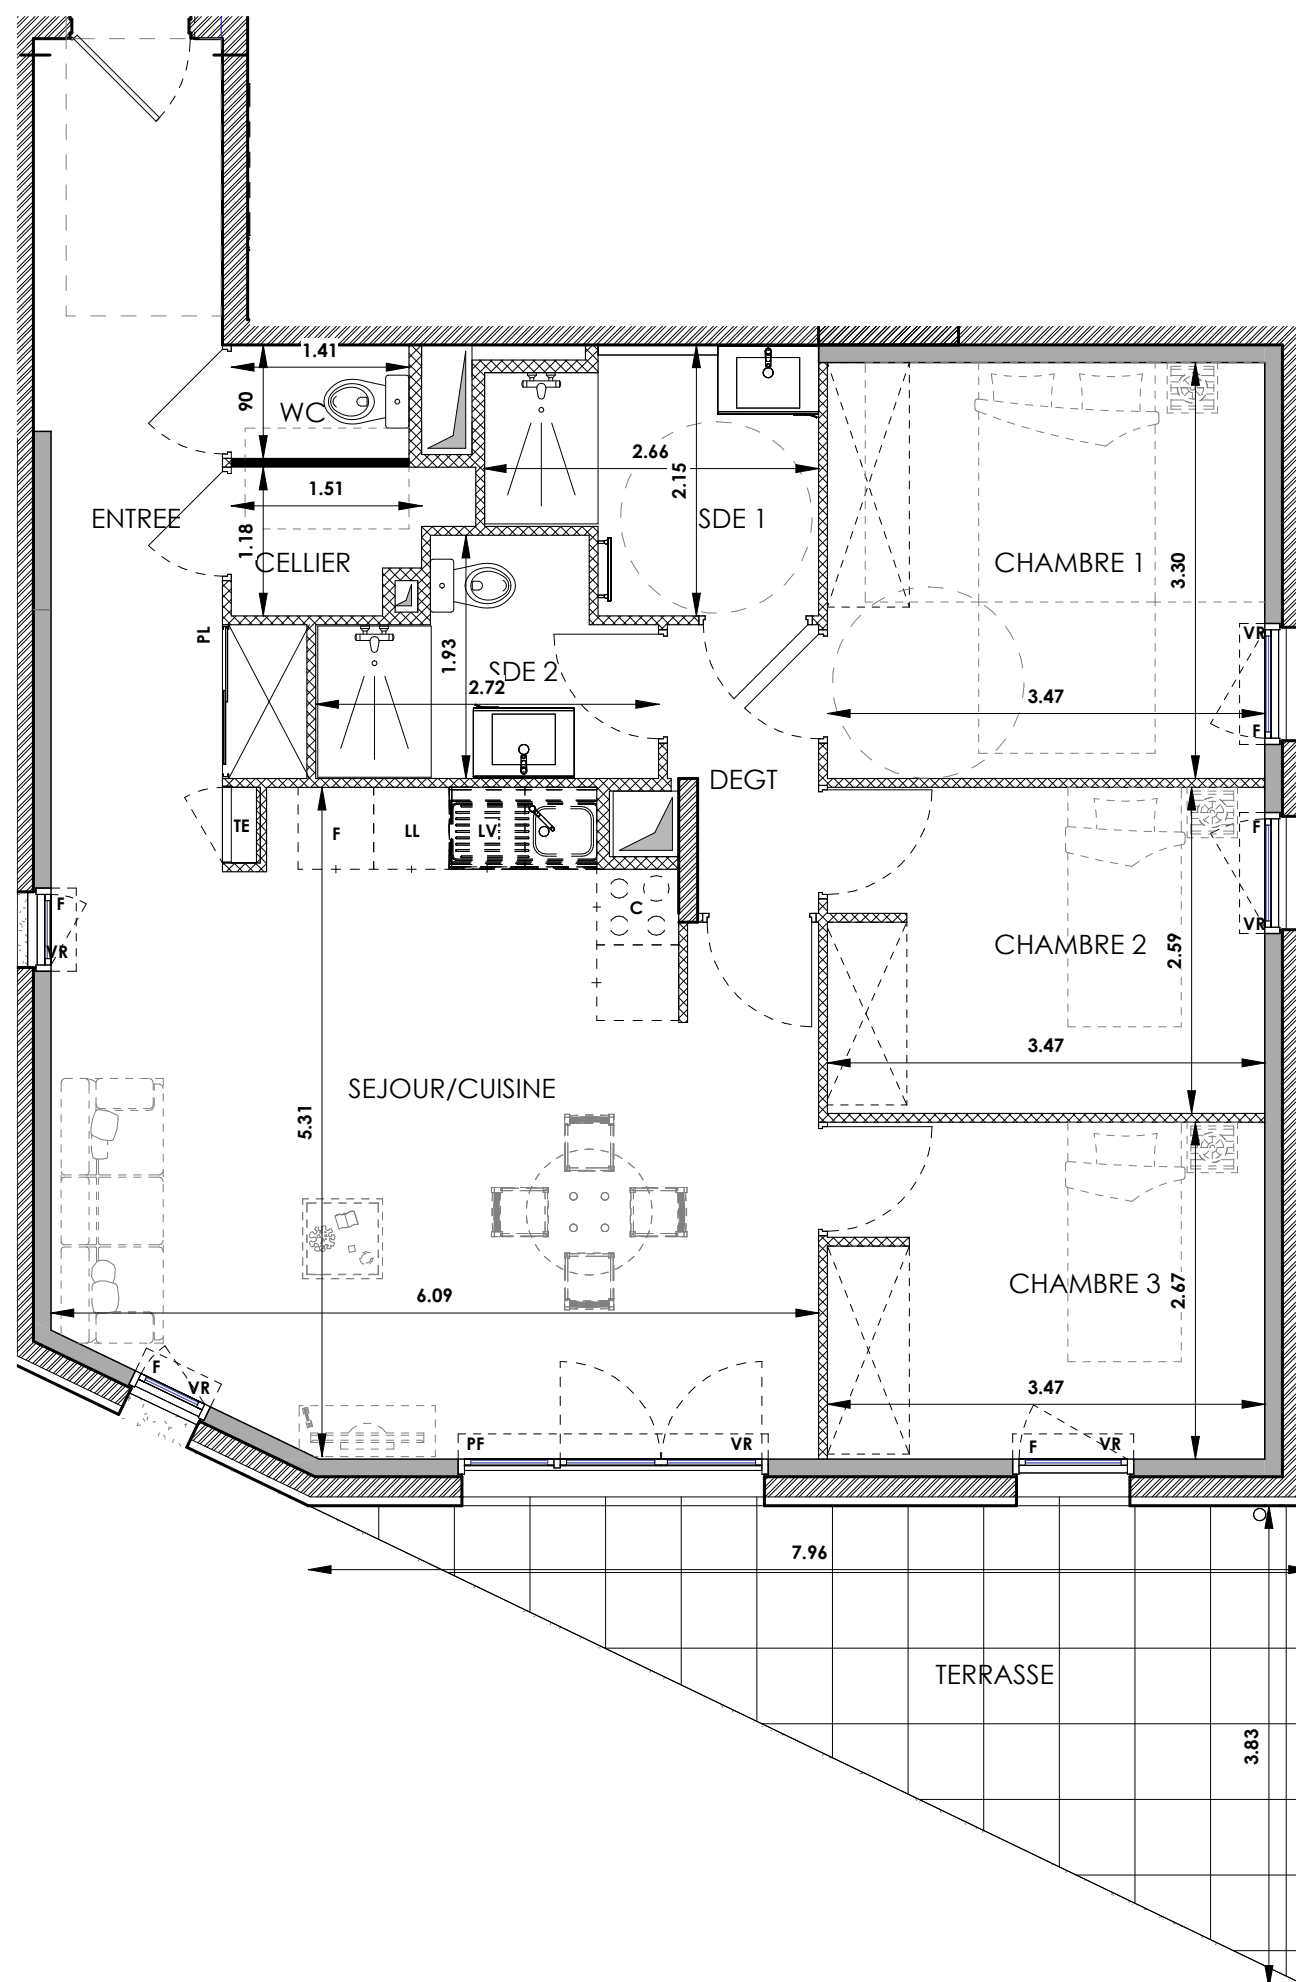 1.41
90
WC
2.66
2.15
1.51
ENTREE
SDE 1
1.18
CELLIER
CHAMBRE 1
3.30
PL
VR
1.93
SDE 2
2.72
3.47
F
DEGT
TE
F
LL
LV
F
C
F
VR
VR
CHAMBRE 2
2.59
3.47
SEJOUR/CUISINE
5.31
CHAMBRE 3
2.67
6.09
F
VR
3.47
PF
VR
F
VR
7.96
TERRASSE
3.83